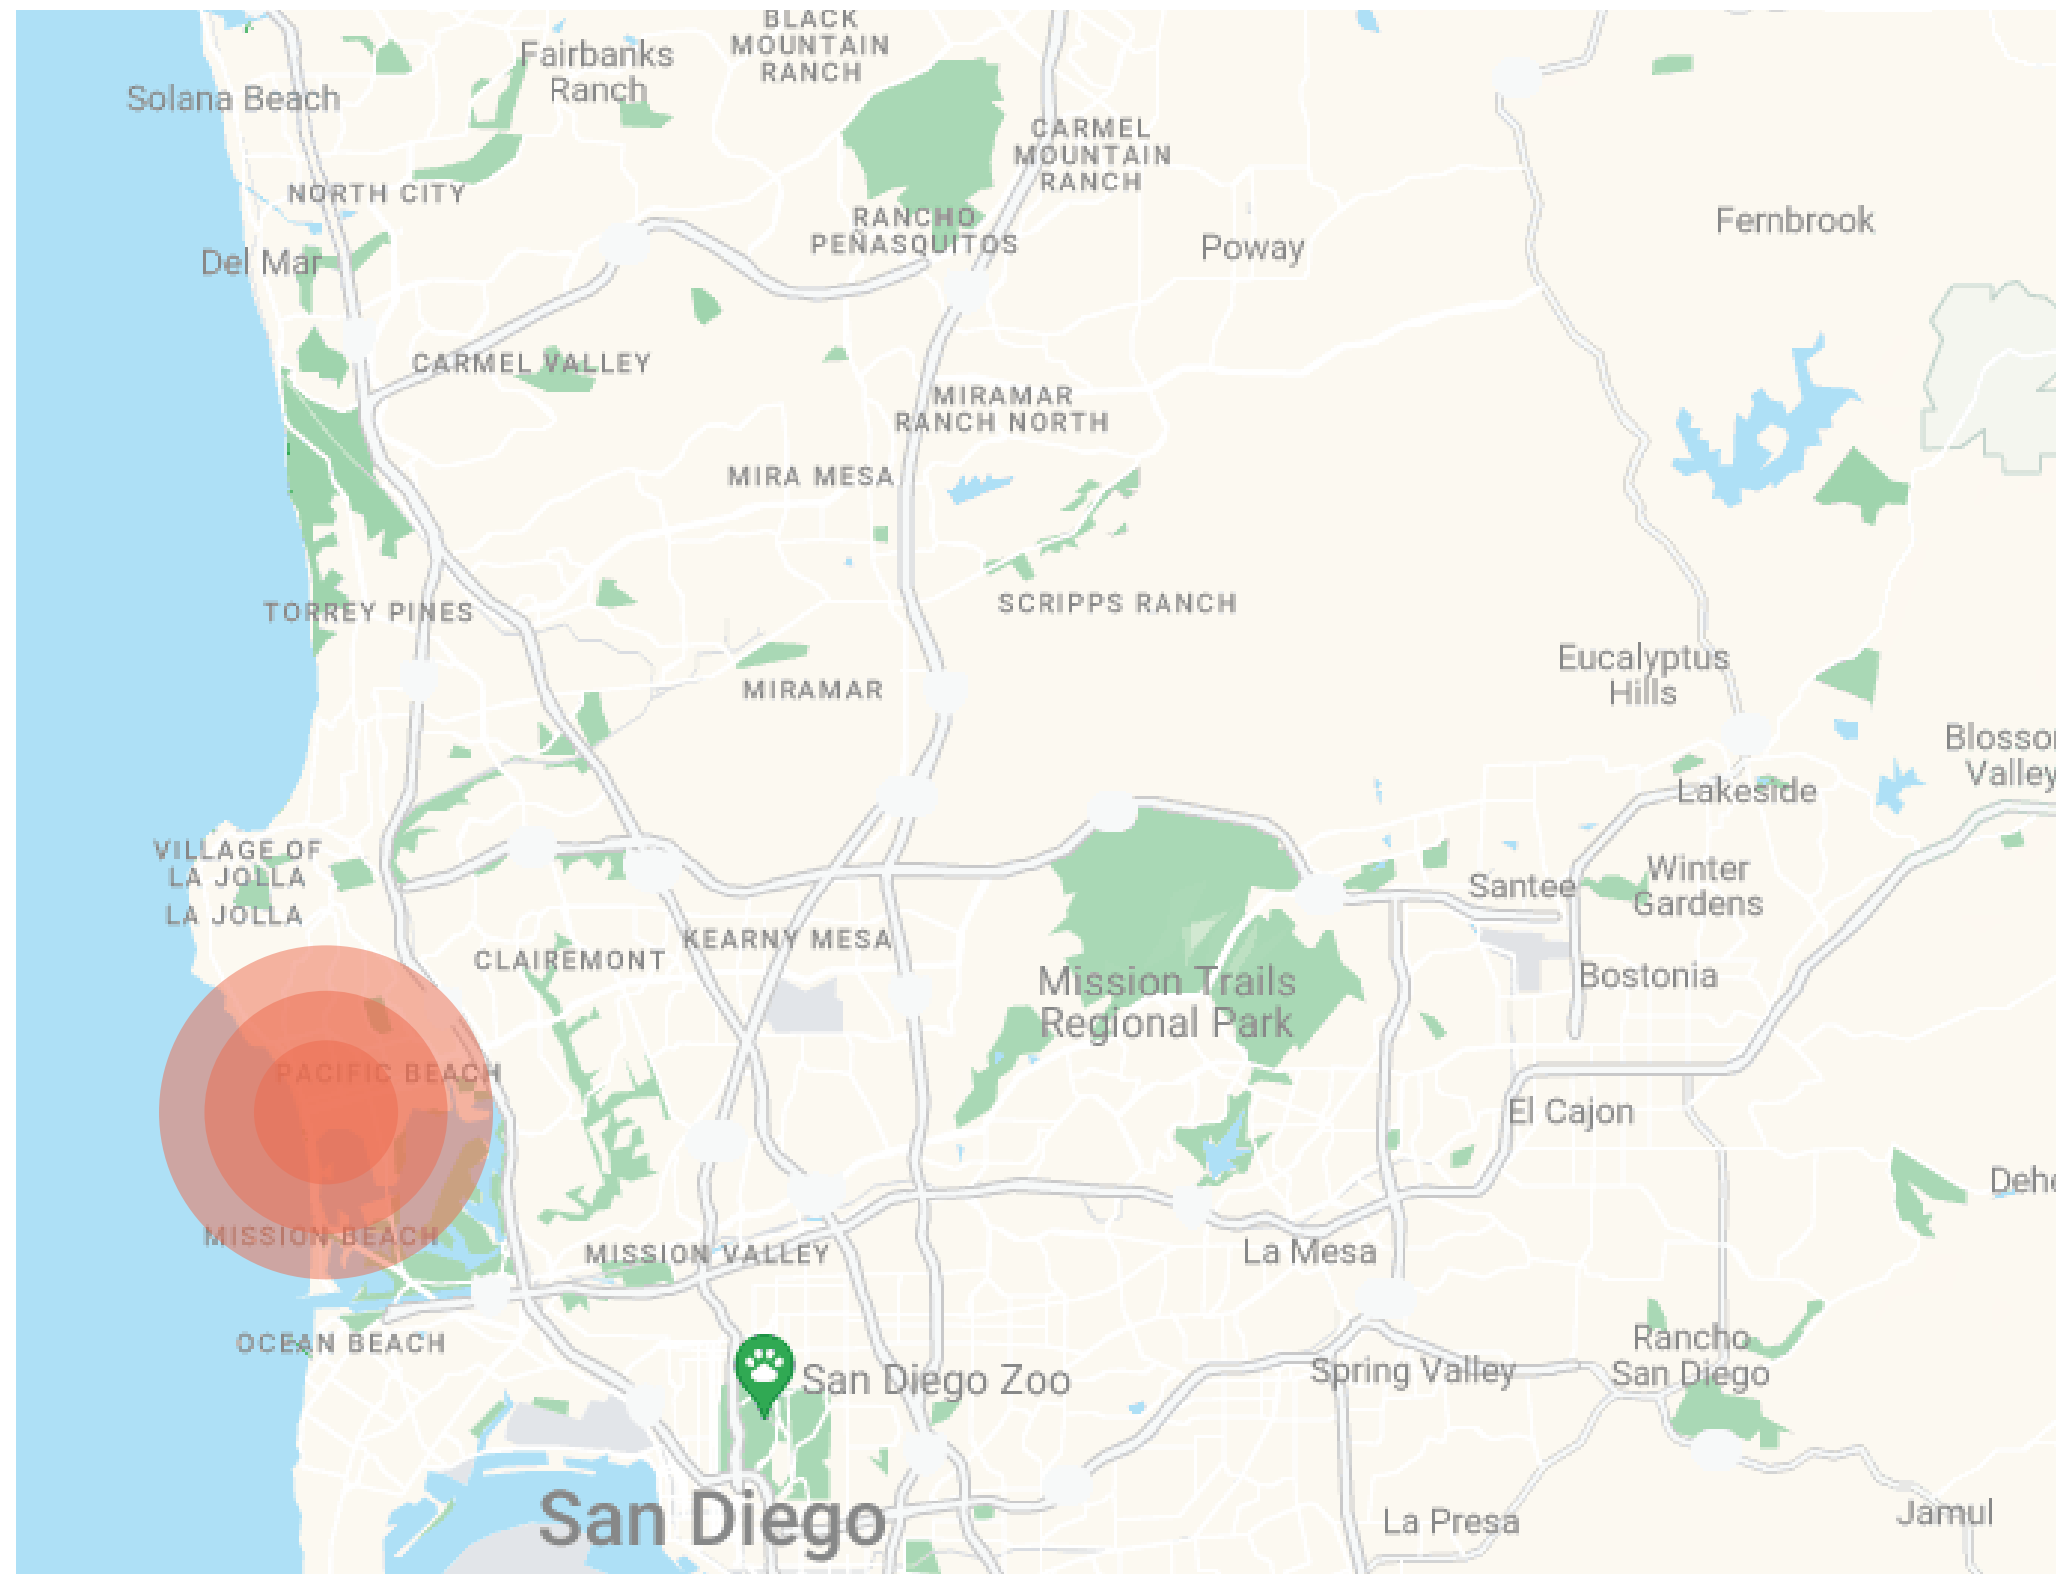 BLACK
MOUNTAIN
RANCH
Fairbanks
Ranch
Solana Beach
CARMEL
MOUNTAIN
RANCH
NORTH CITY
RANCHO
PEÑASQUITOS
Poway
Fernbrook
Del Mar
CARMEL VALLEY
MIRAMAR
RANCH NORTH
MIRA MESA
TORREY PINES
SCRIPPS RANCH
Eucalyptus
Hills
MIRAMAR
Blosso
Valley
Lakeside
VILLAGE OF
LA JOLLA
LA JOLLA
Winter
Gardens
Santee
KEARNY MESA
CLAIREMONT
Mission Trails
Regional Park
Bostonia
PACIFIC BEACH
El Cajon
Deh
MISSION BEACH
MISSION VALLEY
La Mesa
OCEAN BEACH
San Diego Zoo
Rancho
San Diego
Spring Valley
San Diego
La Presa
Jamul